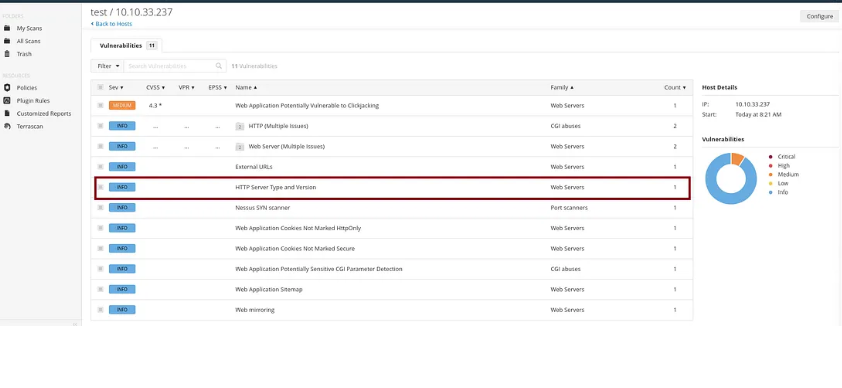 test / 10.10.33.237
Back to Hosts
Configure
FOLDERS
My Scans
All Scans
Trash
RESOURCES
Policies
Plugin Rules
Customized Reports
Terrascan
Vulnerabilities 11
Filter Search Vulnerabilities 11 Vulnerabilities
Sev CVSS VPR EPSS Name Family Count
MEDIUM 4.3 * Web Application Potentially Vulnerable to Clickjacking Web Servers 1
INFO ... ... ... 2 HTTP (Multiple Issues) CGI abuses 2
INFO ... ... ... 2 Web Server (Multiple Issues) Web Servers 2
INFO External URLs Web Servers 1
INFO HTTP Server Type and Version Web Servers 1
INFO Nessus SYN scanner Port scanners 1
INFO Web Application Cookies Not Marked HttpOnly Web Servers 1
INFO Web Application Cookies Not Marked Secure Web Servers 1
INFO Web Application Potentially Sensitive CGI Parameter Detection CGI abuses 1
INFO Web Application Sitemap Web Servers 1
INFO Web mirroring Web Servers 1
Host Details
IP: 10.10.33.237
Start: Today at 8:21 AM
Vulnerabilities
Critical
High
Medium
Low
Info